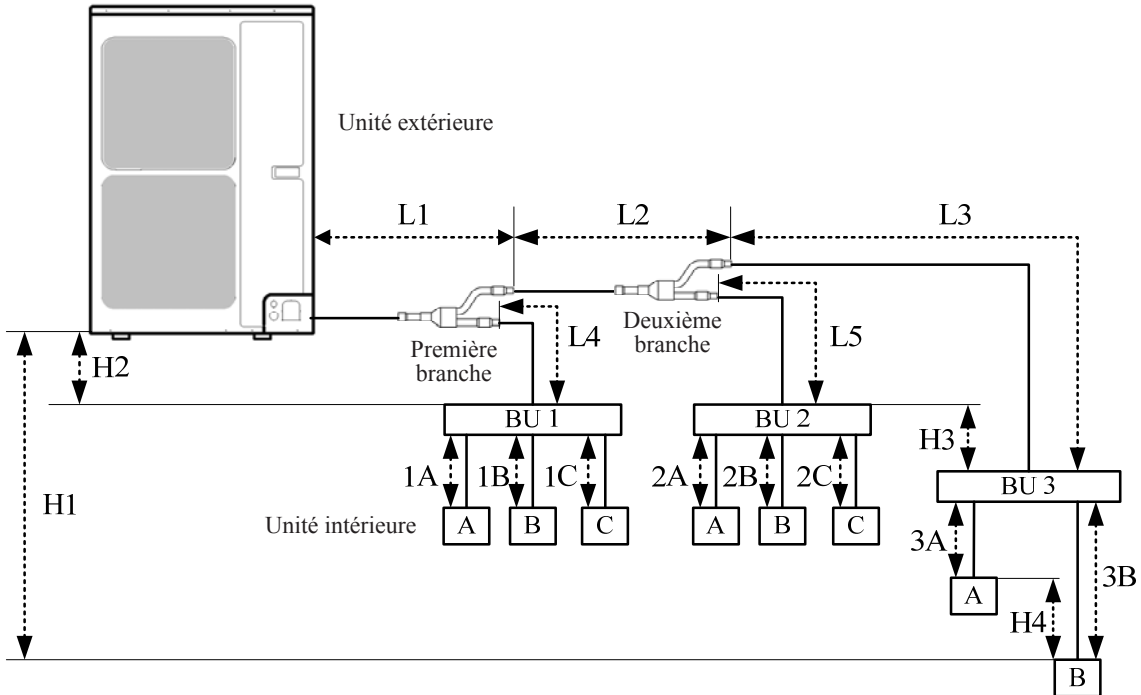 Unité extérieure
L1
L2
L3
Première
branche
L4
Deuxième
branche
L5
H2
BU 1
BU 2
H3
BU 3
H1
1A
1B
1C
2A
2B
2C
Unité intérieure
A
B
C
A
B
C
3A
3B
A
H4
B